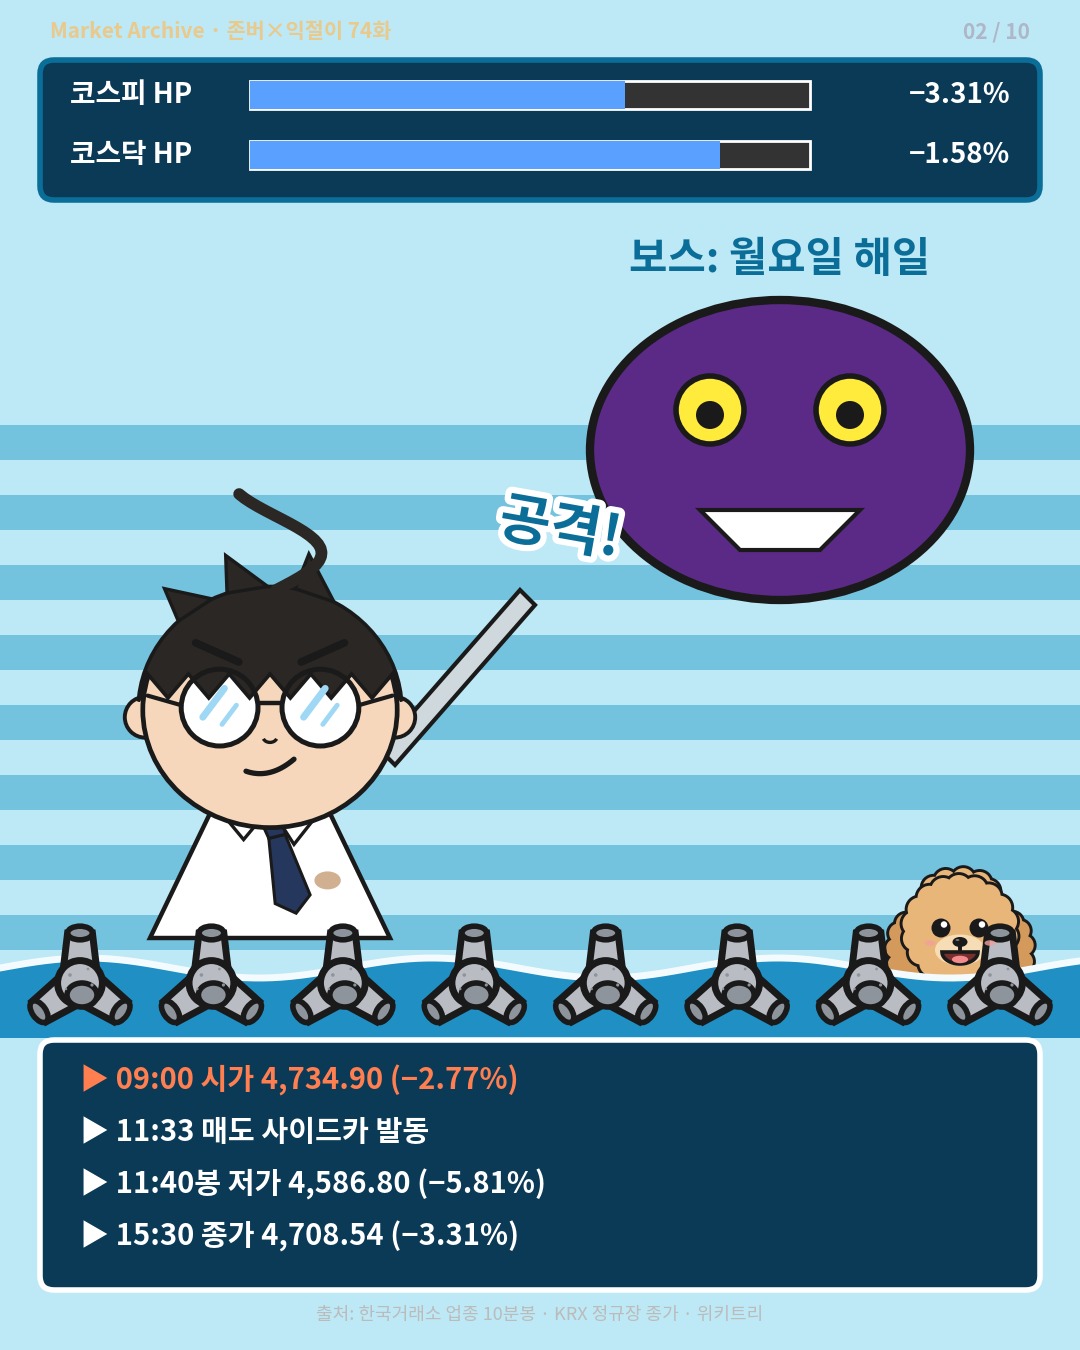 Market Archive · 존버×익절이 74화
02 / 10
코스피 HP −3.31%
코스닥 HP −1.58%
보스: 월요일 해일
공격!
▶ 09:00 시가 4,734.90 (−2.77%)
▶ 11:33 매도 사이드카 발동
▶ 11:40봉 저가 4,586.80 (−5.81%)
▶ 15:30 종가 4,708.54 (−3.31%)
출처: 한국거래소 업종 10분봉 · KRX 정규장 종가 · 위키트리